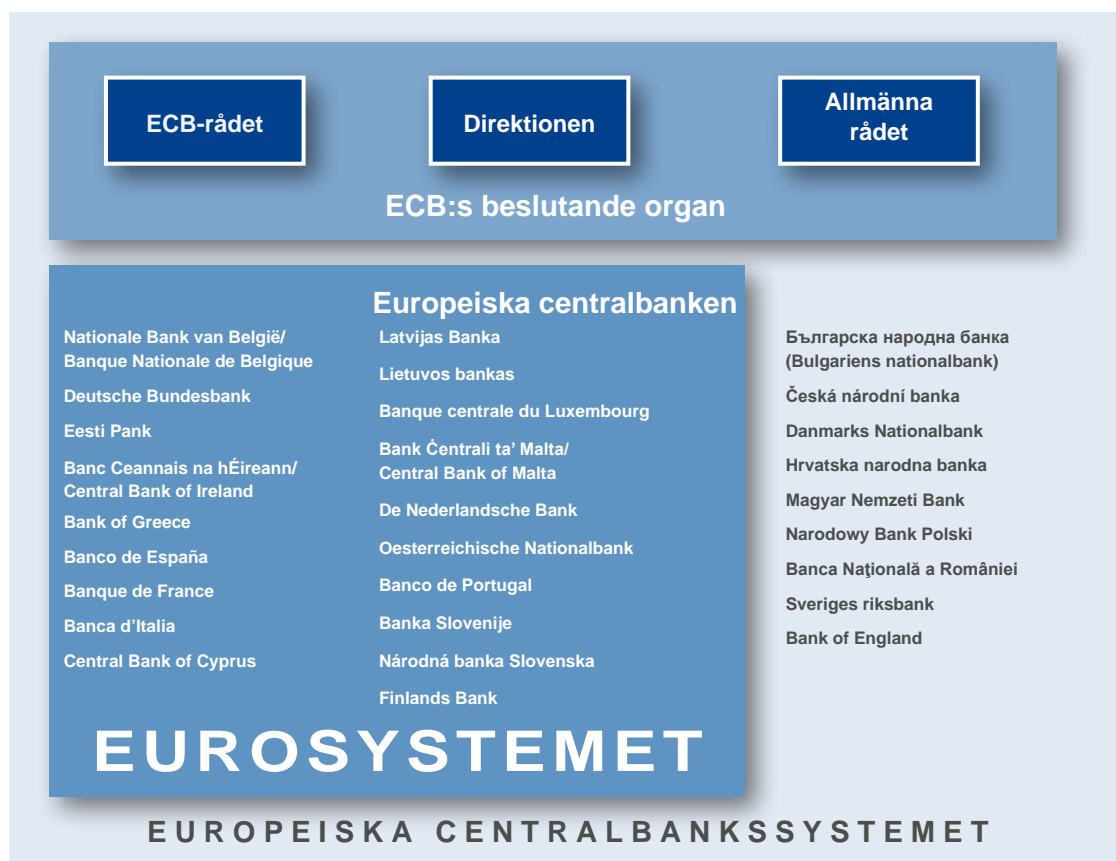 ECB-rådet
Direktionen
Allmänna
rådet
ECB:s beslutande organ
Europeiska centralbanken
Nationale Bank van België/
Banque Nationale de Belgique
Deutsche Bundesbank
Eesti Pank
Banc Ceannais na hÉireann/
Central Bank of Ireland
Bank of Greece
Banco de España
Banque de France
Banca d’Italia
Central Bank of Cyprus
Latvijas Banka
Lietuvos bankas
Banque centrale du Luxembourg
Bank Ċentrali ta’ Malta/
Central Bank of Malta
De Nederlandsche Bank
Oesterreichische Nationalbank
Banco de Portugal
Banka Slovenije
Národná banka Slovenska
Finlands Bank
EUROSYSTEMET
Българска народна банка
(Bulgariens nationalbank)
Česká národní banka
Danmarks Nationalbank
Hrvatska narodna banka
Magyar Nemzeti Bank
Narodowy Bank Polski
Banca Naţională a României
Sveriges riksbank
Bank of England
EUROPEISKA CENTRALBANKSSYSTEMET